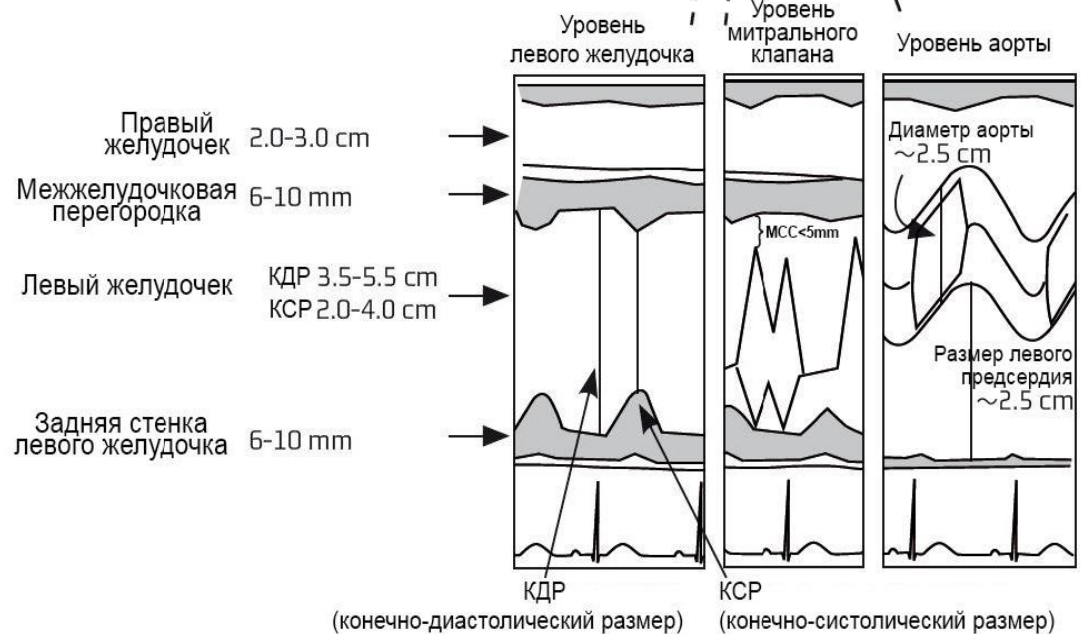 Уровень
левого желудочка
Уровень
митрального
клапана
Уровень аорты
Правый
желудочек 2.0-3.0 cm
Межжелудочковая
перегородка 6-10 mm
Левый желудочек КДР 3.5-5.5 cm
КСР 2.0-4.0 cm
Задняя стенка
левого желудочка 6-10 mm
МСС<5mm
Диаметр аорты
~2.5 cm
Размер левого
предсердия
~2.5 cm
КДР
(конечно-диастолический размер)
КСР
(конечно-систолический размер)